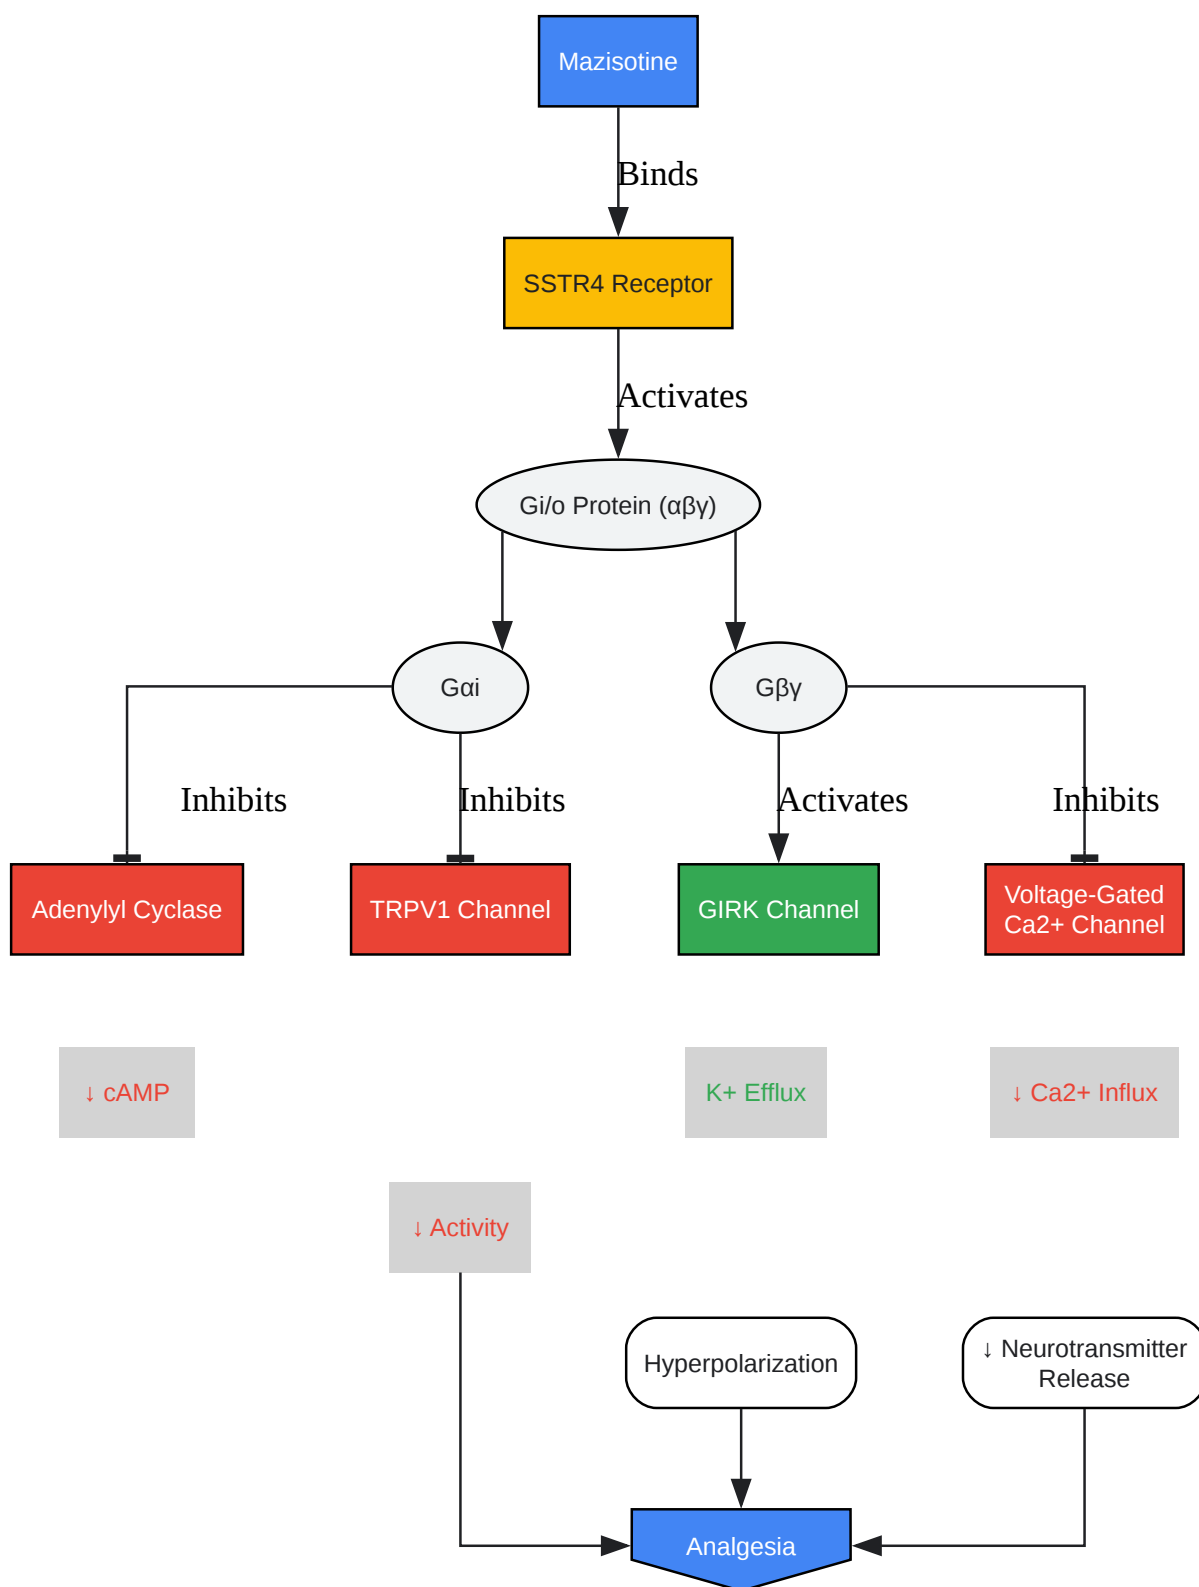 Mazisotine
Binds
SSTR4 Receptor
Activates
Gi/o Protein (αβγ)
Gαi
Gβγ
Inhibits
Inhibits
Activates
Inhibits
Adenylyl Cyclase
TRPV1 Channel
GIRK Channel
Voltage-Gated
Ca2+ Channel
↓ cAMP
K+ Efflux
↓ Ca2+ Influx
↓ Activity
Hyperpolarization
↓ Neurotransmitter
Release
Analgesia